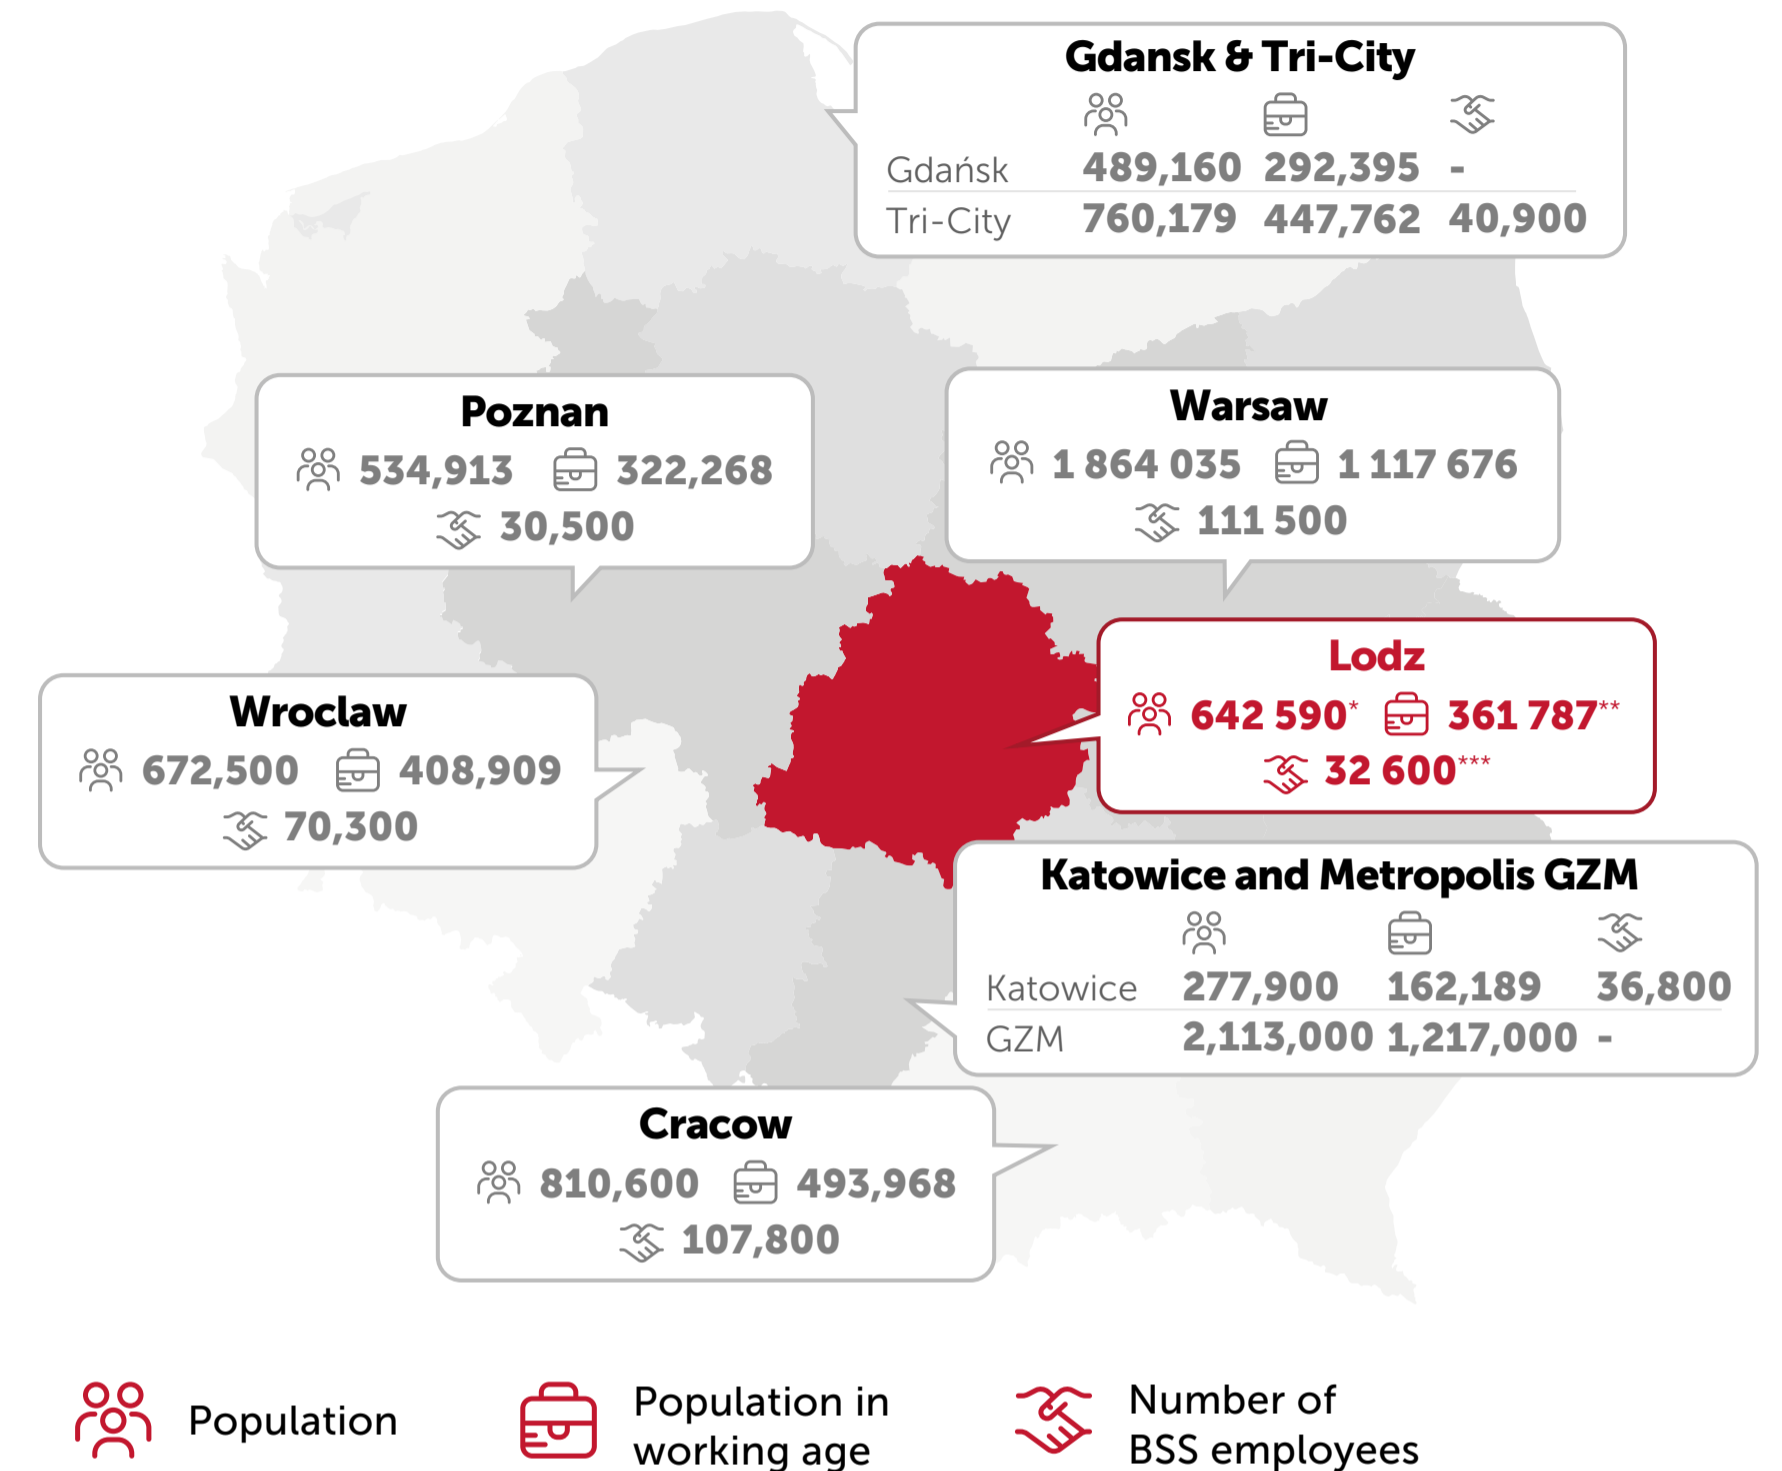 Gdansk & Tri-City
Gdańsk 489,160 292,395 -
Tri-City 760,179 447,762 40,900
Poznan
534,913 322,268
30,500
Warsaw
1 864 035 1 117 676
111 500
Lodz
642 590* 361 787**
32 600***
Wroclaw
672,500 408,909
70,300
Katowice and Metropolis GZM
Katowice 277,900 162,189 36,800
GZM 2,113,000 1,217,000 -
Cracow
810,600 493,968
107,800
Population
Population in
working age
Number of
BSS employees